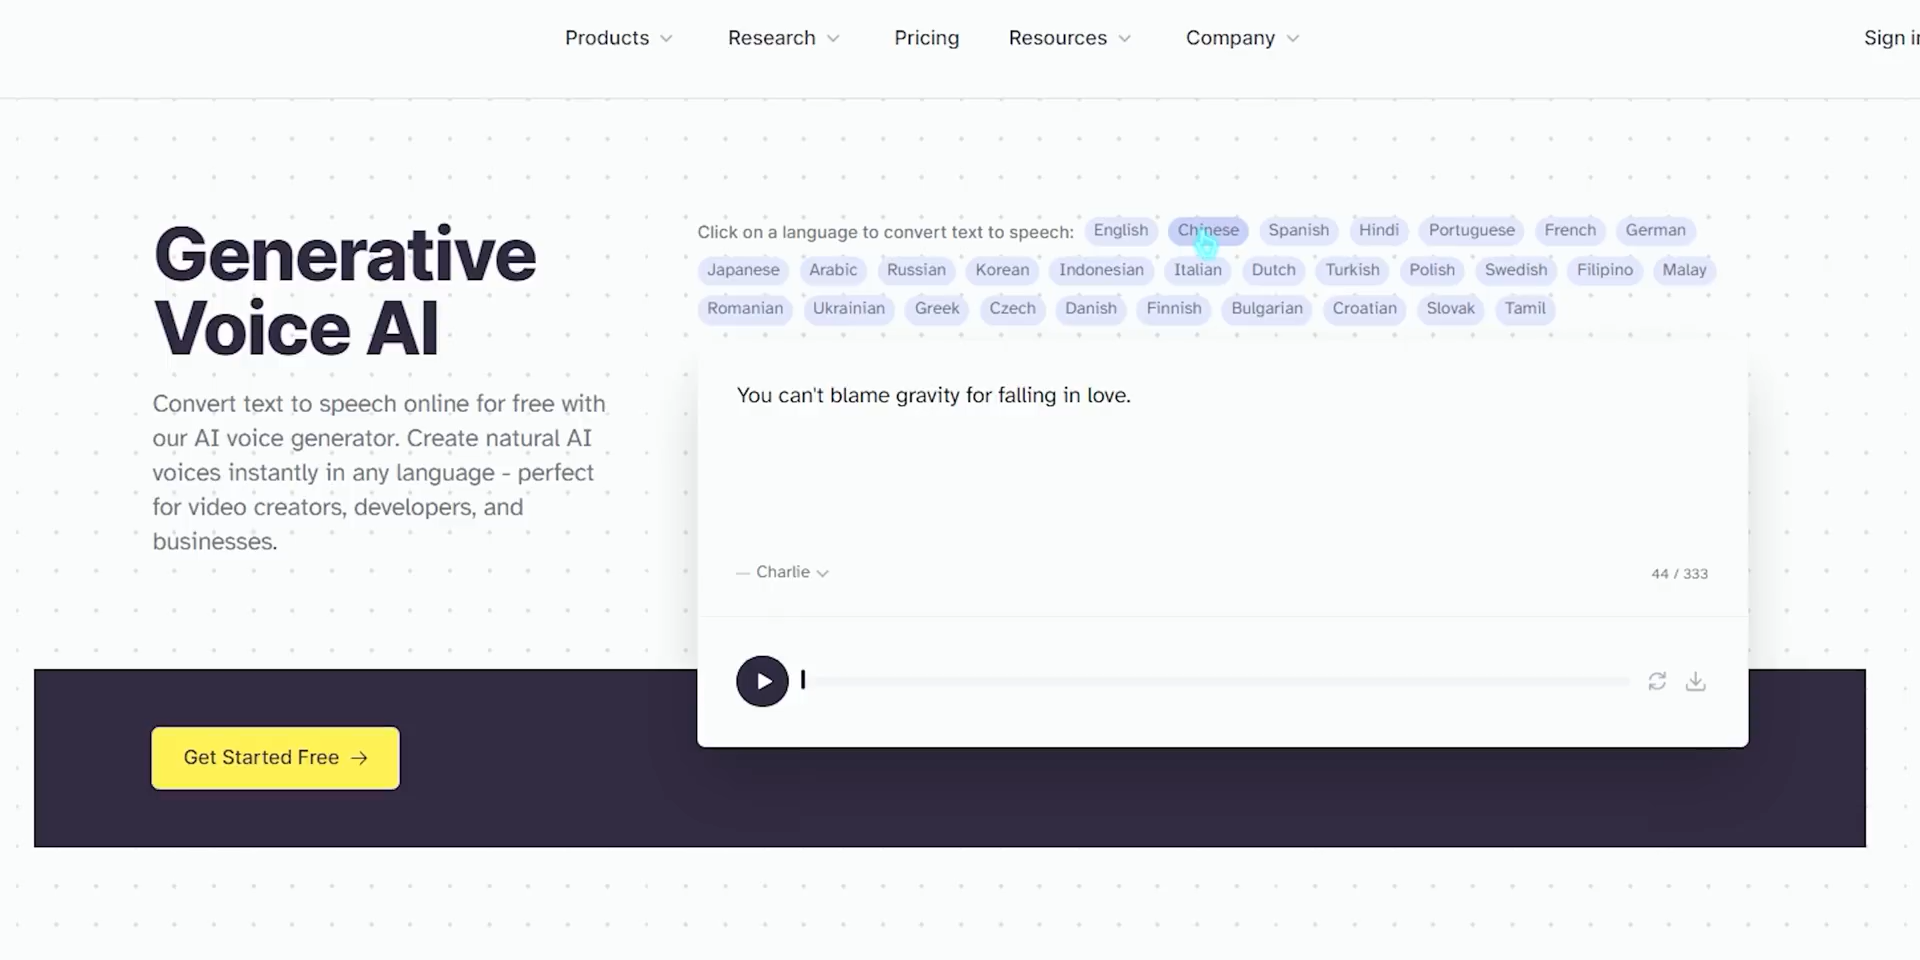 Products Research Pricing Resources Company Sign in
Generative
Voice AI
Convert text to speech online for free with
our AI voice generator. Create natural AI
voices instantly in any language - perfect
for video creators, developers, and
businesses.
Click on a language to convert text to speech: English Chinese Spanish Hindi Portuguese French German
Japanese Arabic Russian Korean Indonesian Italian Dutch Turkish Polish Swedish Filipino Malay
Romanian Ukrainian Greek Czech Danish Finnish Bulgarian Croatian Slovak Tamil
You can't blame gravity for falling in love.
— Charlie
44 / 333
Get Started Free →